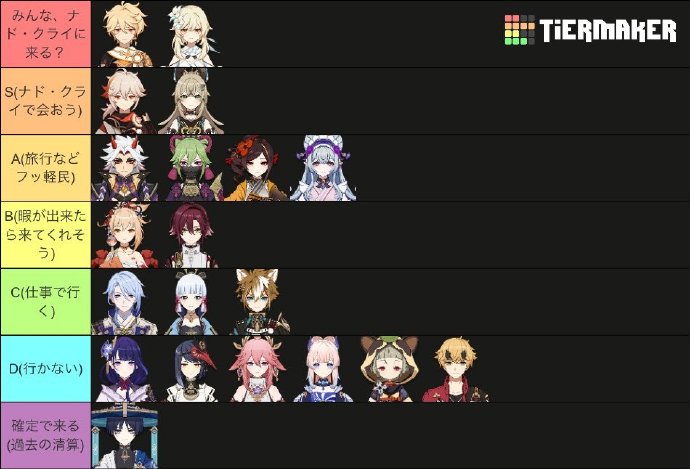 みんな、ナ
ド・クライに
来る？
TiERMAKER
S(ナド・クラ
イで会おう)
A(旅行など
フッ軽民)
B(暇が出来た
ら来てくれそ
う)
C(仕事で行
く)
D(行かない)
確定で来る
(過去の清算)